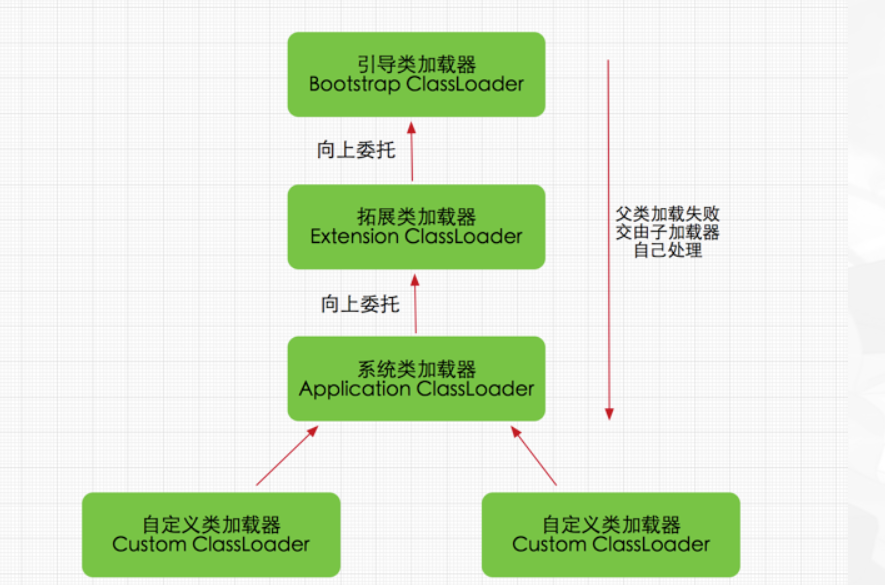 引导类加载器
Bootstrap ClassLoader
向上委托
拓展类加载器
Extension ClassLoader
父类加载失败
交由子加载器
自己处理
向上委托
系统类加载器
Application ClassLoader
自定义类加载器
Custom ClassLoader
自定义类加载器
Custom ClassLoader